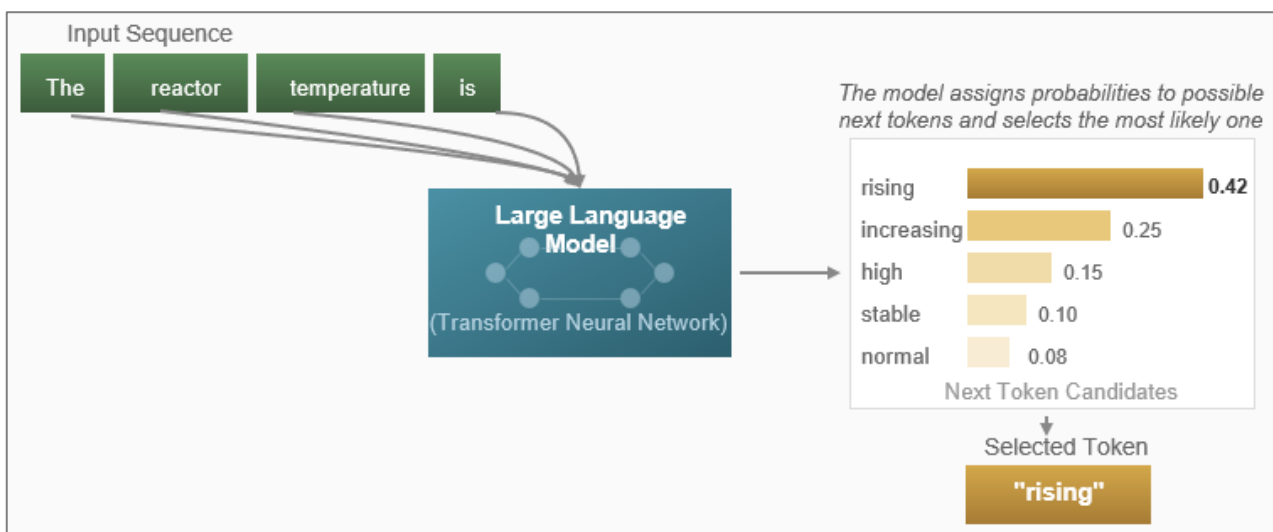 Input Sequence
The reactor temperature is
The model assigns probabilities to possible
next tokens and selects the most likely one
Large Language
Model
(Transformer Neural Network)
rising 0.42
increasing 0.25
high 0.15
stable 0.10
normal 0.08
Next Token Candidates
Selected Token
"rising"